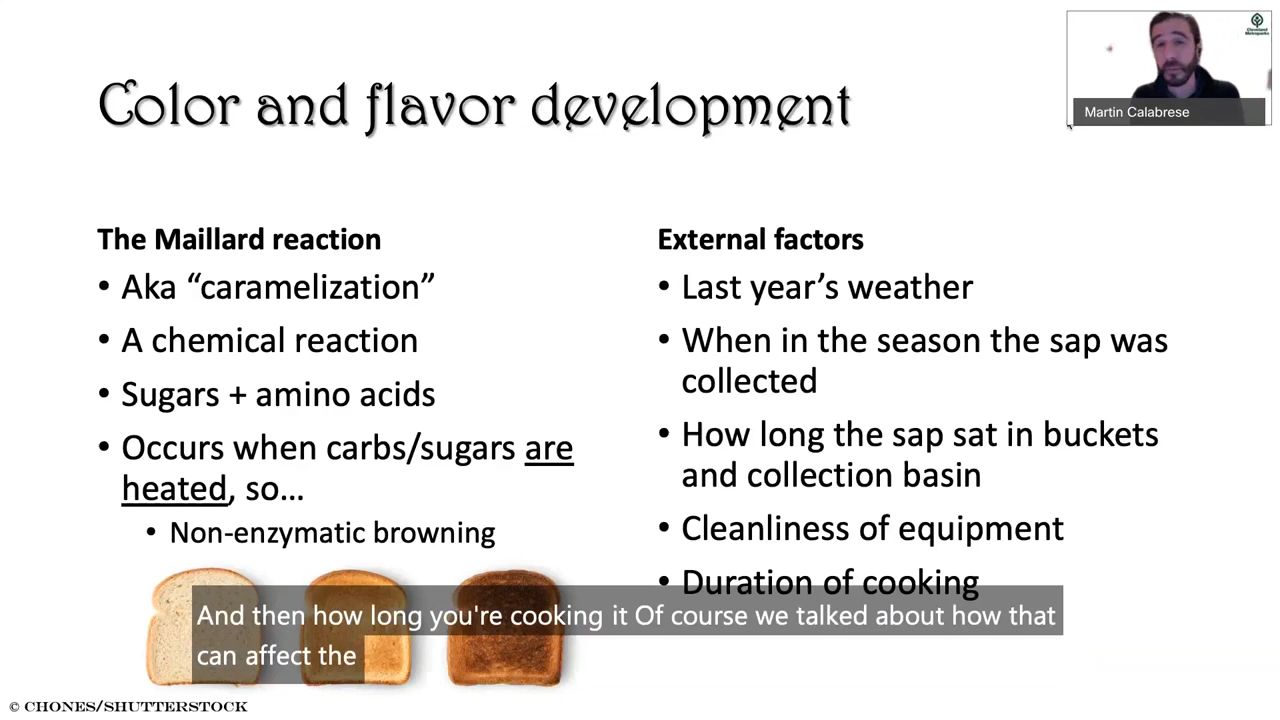 Cleveland Metroparks
Martin Calabrese
Color and flavor development
The Maillard reaction
• Aka “caramelization”
• A chemical reaction
• Sugars + amino acids
• Occurs when carbs/sugars are
heated, so…
• Non-enzymatic browning
External factors
• Last year’s weather
• When in the season the sap was
collected
• How long the sap sat in buckets
and collection basin
• Cleanliness of equipment
• Duration of cooking
And then how long you're cooking it Of course we talked about how that
can affect the
© CHONES/SHUTTERSTOCK